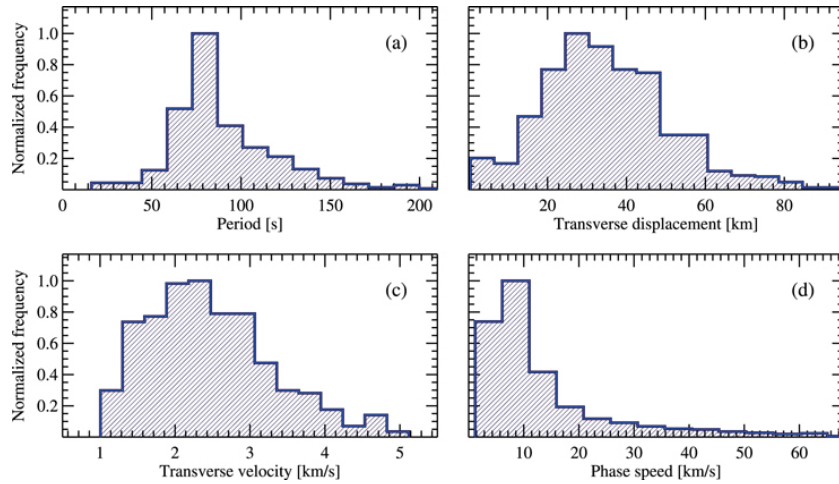 (a)
Normalized frequency
1.0
0.8
0.6
0.4
0.2
0 50 100 150 200
Period [s]
(b)
20 40 60 80
Transverse displacement [km]
(c)
Normalized frequency
1.0
0.8
0.6
0.4
0.2
1 2 3 4 5
Transverse velocity [km/s]
(d)
10 20 30 40 50 60
Phase speed [km/s]